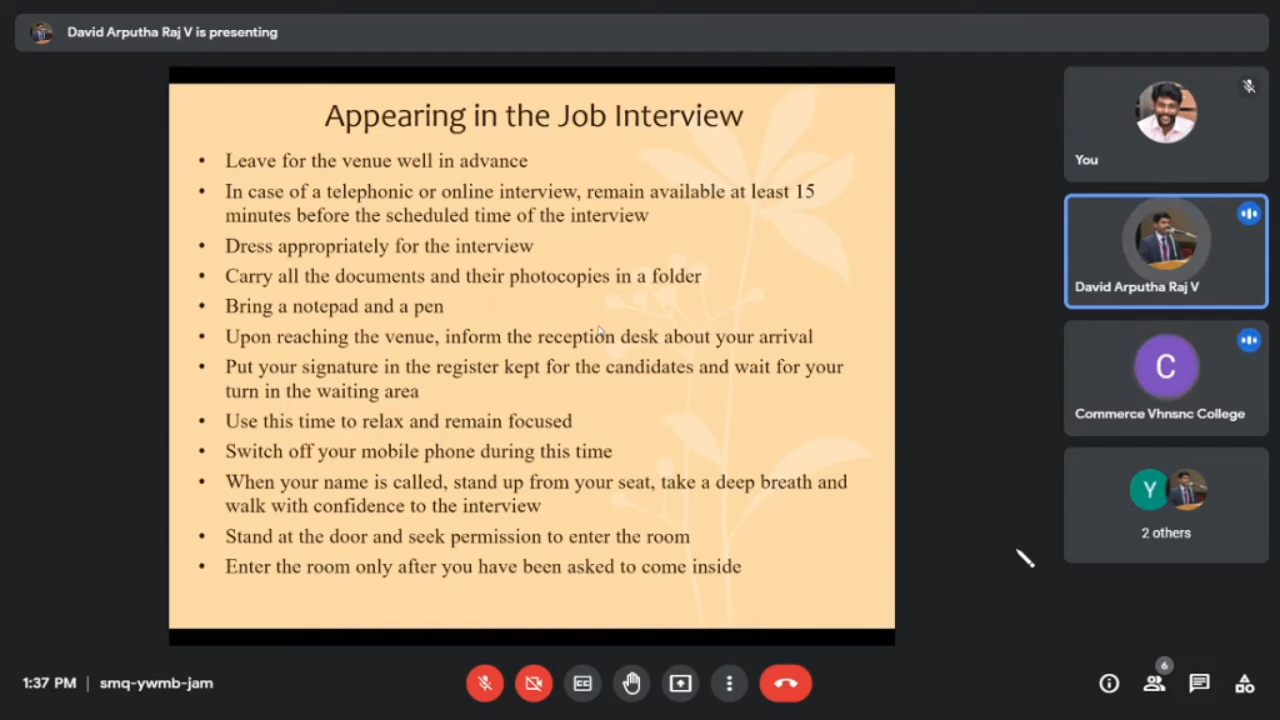 David Arputha Raj V is presenting
Appearing in the Job Interview
• Leave for the venue well in advance
• In case of a telephonic or online interview, remain available at least 15
minutes before the scheduled time of the interview
• Dress appropriately for the interview
• Carry all the documents and their photocopies in a folder
• Bring a notepad and a pen
• Upon reaching the venue, inform the reception desk about your arrival
• Put your signature in the register kept for the candidates and wait for your
turn in the waiting area
• Use this time to relax and remain focused
• Switch off your mobile phone during this time
• When your name is called, stand up from your seat, take a deep breath and
walk with confidence to the interview
• Stand at the door and seek permission to enter the room
• Enter the room only after you have been asked to come inside
You
David Arputha Raj V
C
Commerce Vhnsnc College
Y
2 others
1:37 PM | smq-ywmb-jam
CC
6